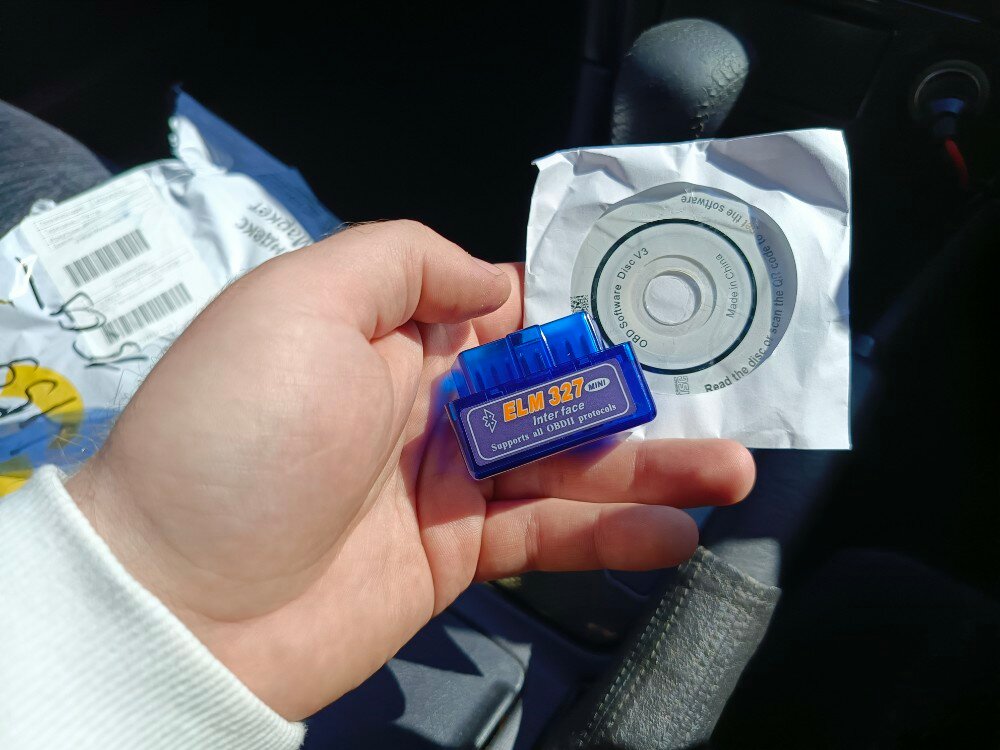 ELM 327 MINI
Inter face
Supports all OBDII protocols
OBD Software Disc V3
Made in China
Read the disc or scan the QR code to get the software
Маркет